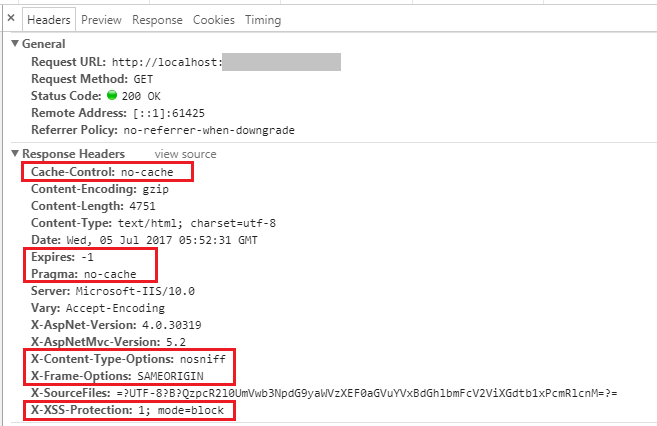 × Headers Preview Response Cookies Timing
▼ General
Request URL: http://localhost:
Request Method: GET
Status Code: 200 OK
Remote Address: [::1]:61425
Referrer Policy: no-referrer-when-downgrade
▼ Response Headers view source
Cache-Control: no-cache
Content-Encoding: gzip
Content-Length: 4751
Content-Type: text/html; charset=utf-8
Date: Wed, 05 Jul 2017 05:52:31 GMT
Expires: -1
Pragma: no-cache
Server: Microsoft-IIS/10.0
Vary: Accept-Encoding
X-AspNet-Version: 4.0.30319
X-AspNetMvc-Version: 5.2
X-Content-Type-Options: nosniff
X-Frame-Options: SAMEORIGIN
X-SourceFiles: =?UTF-8?B?QzpcR2l0UmVwb3NpdG9yaWVzXEF0aGVuYVxBdGhlbmFcV2ViXGdtb1xPcmRlcnM=?=
X-XSS-Protection: 1; mode=block